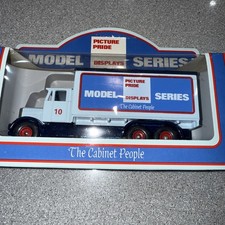 PICTURE
PRIDE
MODEL SERIES
DISPLAYS
PICTURE
PRIDE
MODEL SERIES
DISPLAYS
The Cabinet People
10
The Cabinet People